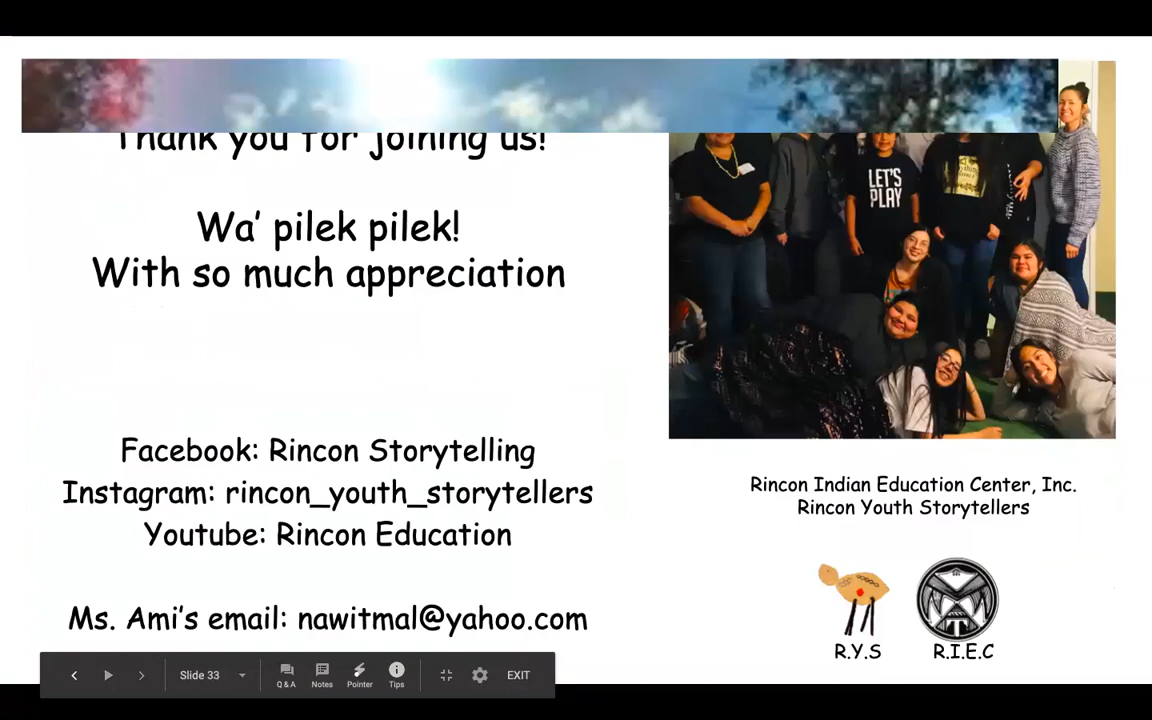 Thank you for joining us!
Wa' pilek pilek!
With so much appreciation
Facebook: Rincon Storytelling
Instagram: rincon_youth_storytellers
Youtube: Rincon Education
Ms. Ami's email: nawitmal@yahoo.com
LET'S
PLAY
Rincon Indian Education Center, Inc.
Rincon Youth Storytellers
R.Y.S
R.I.E.C
Slide 33
Q & A
Notes
Pointer
Tips
EXIT